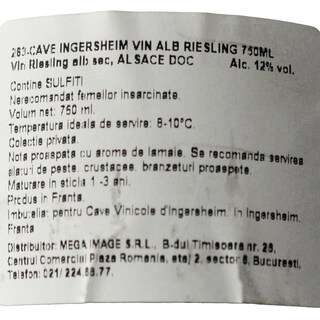 263-CAVE INGERSHEIM VIN ALB RIESLING 750ML
Vin Riesling alb sec, ALSACE DOC Alc. 12% vol.
Contine SULFITI
Nerecomandat femeilor insarcinate.
Volum net: 750 ml.
Temperatura ideala de servire: 8-10°C.
Colectie privata.
Nota proaspata cu arome de lamaie. Se recomanda servirea
alaturi de peste, crustacee, branzeturi proaspete.
Maturare in sticla 1 -3 ani.
Produs in Franta
Imbuteliat pentru Cave Vinicole d'Ingersheim, in Ingersheim,
Franta
Distribuitor: MEGA IMAGE S.R.L., B-dul Timisoara nr. 26,
Centrul Comercial Plaza Romania, etaj 2, sector 6, Bucuresti,
Telefon: 021/